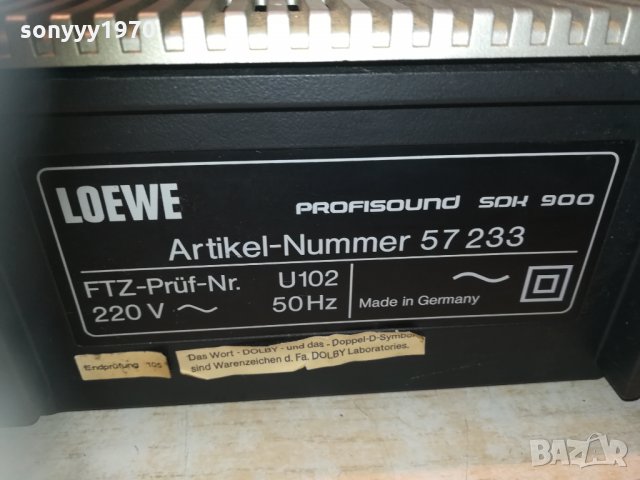 sonyyy1970
LOEWE
PROFISOUND SDK 900
Artikel-Nummer 57 233
FTZ-Prüf-Nr. U102
220 V ~ 50 Hz
~
Made in Germany
Endprüfung 105
Das Wort - DOLBY - und das - Doppel-D-Symbol
sind Warenzeichen d. Fa. DOLBY Laboratories.
BAZAR